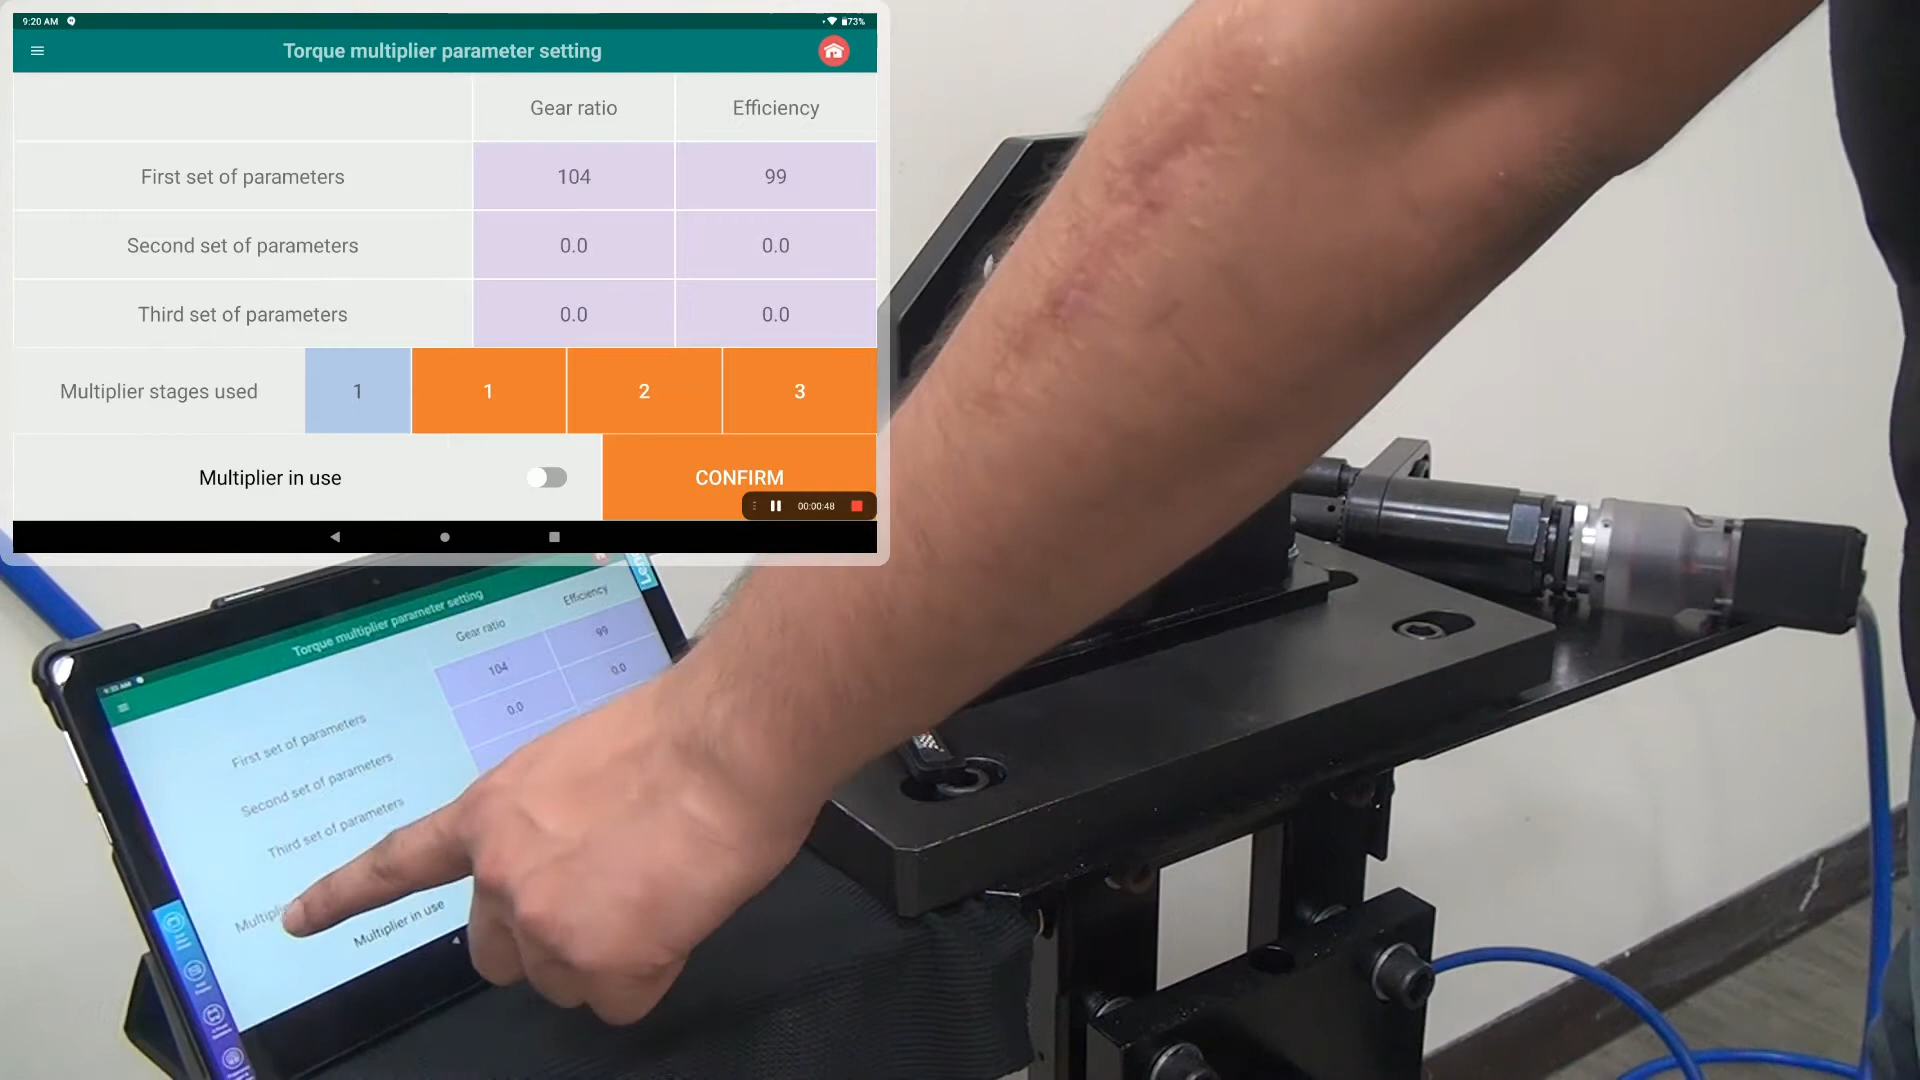 9:20 AM
73%
Torque multiplier parameter setting
Gear ratio Efficiency
First set of parameters 104 99
Second set of parameters 0.0 0.0
Third set of parameters 0.0 0.0
Multiplier stages used 1 1 2 3
Multiplier in use CONFIRM
00:00:48
Torque multiplier parameter setting
Gear ratio Efficiency
First set of parameters 104 99
Second set of parameters 0.0 0.0
Third set of parameters
Multiplier in use